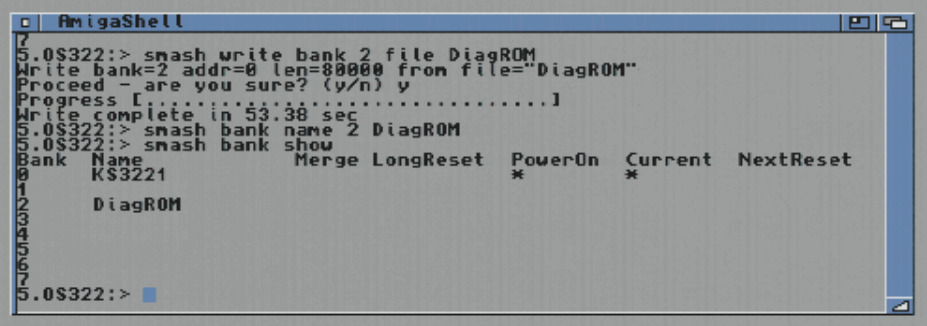 AmigaShell
7
5.0S322:> smash write bank 2 file DiagROM
Write bank=2 addr=0 len=80000 from file="DiagROM"
Proceed - are you sure? (y/n) y
Progress [................................]
Write complete in 53.38 sec
5.0S322:> smash bank name 2 DiagROM
5.0S322:> smash bank show
Bank Name Merge LongReset PowerOn Current NextReset
0 KS3221 * *
1
2 DiagROM
3
4
5
6
7
5.0S322:>